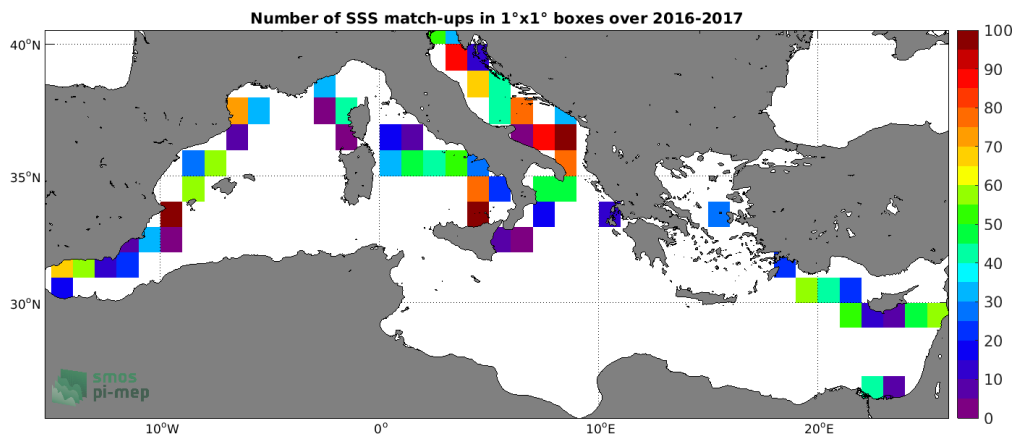 Number of SSS match-ups in 1°x1° boxes over 2016-2017
40°N
35°N
30°N
10°W
0°
10°E
20°E
100
90
80
70
60
50
40
30
20
10
0
smos
pi-mep